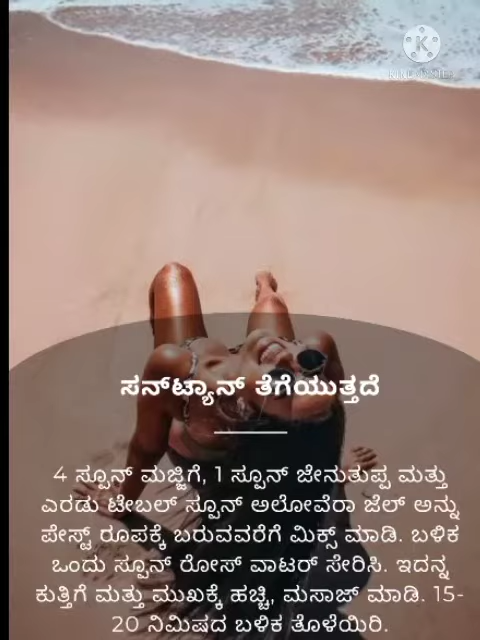 ಸನ್‌ಟ್ಯಾನ್ ತೆಗೆಯುತ್ತದೆ
4 ಸ್ಪೂನ್ ಮಜ್ಜಿಗೆ, 1 ಸ್ಪೂನ್ ಜೇನುತುಪ್ಪ ಮತ್ತು
ಎರಡು ಟೇಬಲ್ ಸ್ಪೂನ್ ಅಲೋವೆರಾ ಜೆಲ್ ಅನ್ನು
ಪೇಸ್ಟ್ ರೂಪಕ್ಕೆ ಬರುವವರೆಗೆ ಮಿಕ್ಸ್ ಮಾಡಿ. ಬಳಿಕ
ಒಂದು ಸ್ಪೂನ್ ರೋಸ್ ವಾಟರ್ ಸೇರಿಸಿ. ಇದನ್ನ
ಕುತ್ತಿಗೆ ಮತ್ತು ಮುಖಕ್ಕೆ ಹಚ್ಚಿ, ಮಸಾಜ್ ಮಾಡಿ. 15-
20 ನಿಮಿಷದ ಬಳಿಕ ತೊಳೆಯಿರಿ.